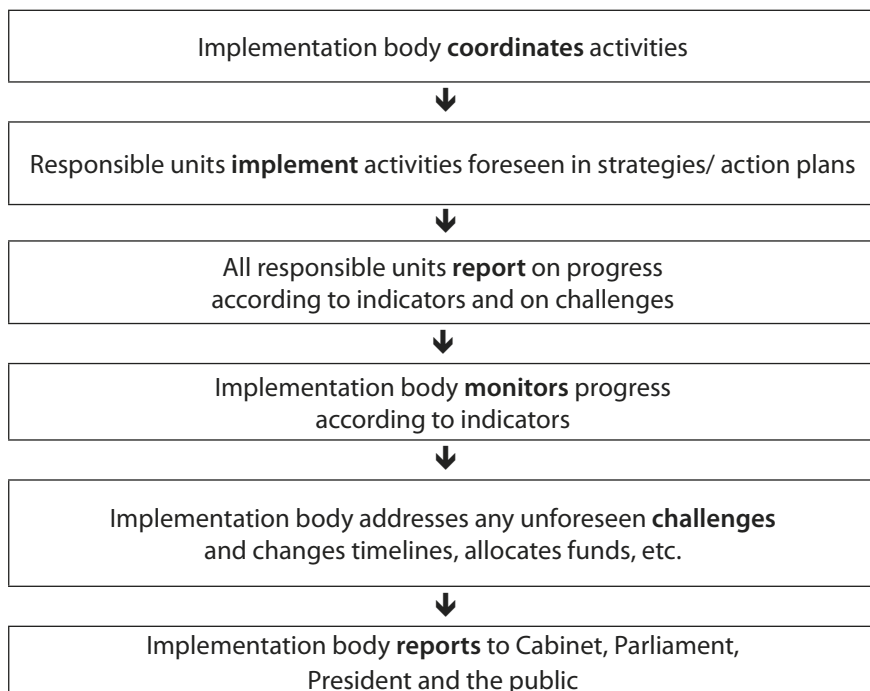 Implementation body coordinates activities
Responsible units implement activities foreseen in strategies/ action plans
All responsible units report on progress
according to indicators and on challenges
Implementation body monitors progress
according to indicators
Implementation body addresses any unforeseen challenges
and changes timelines, allocates funds, etc.
Implementation body reports to Cabinet, Parliament,
President and the public